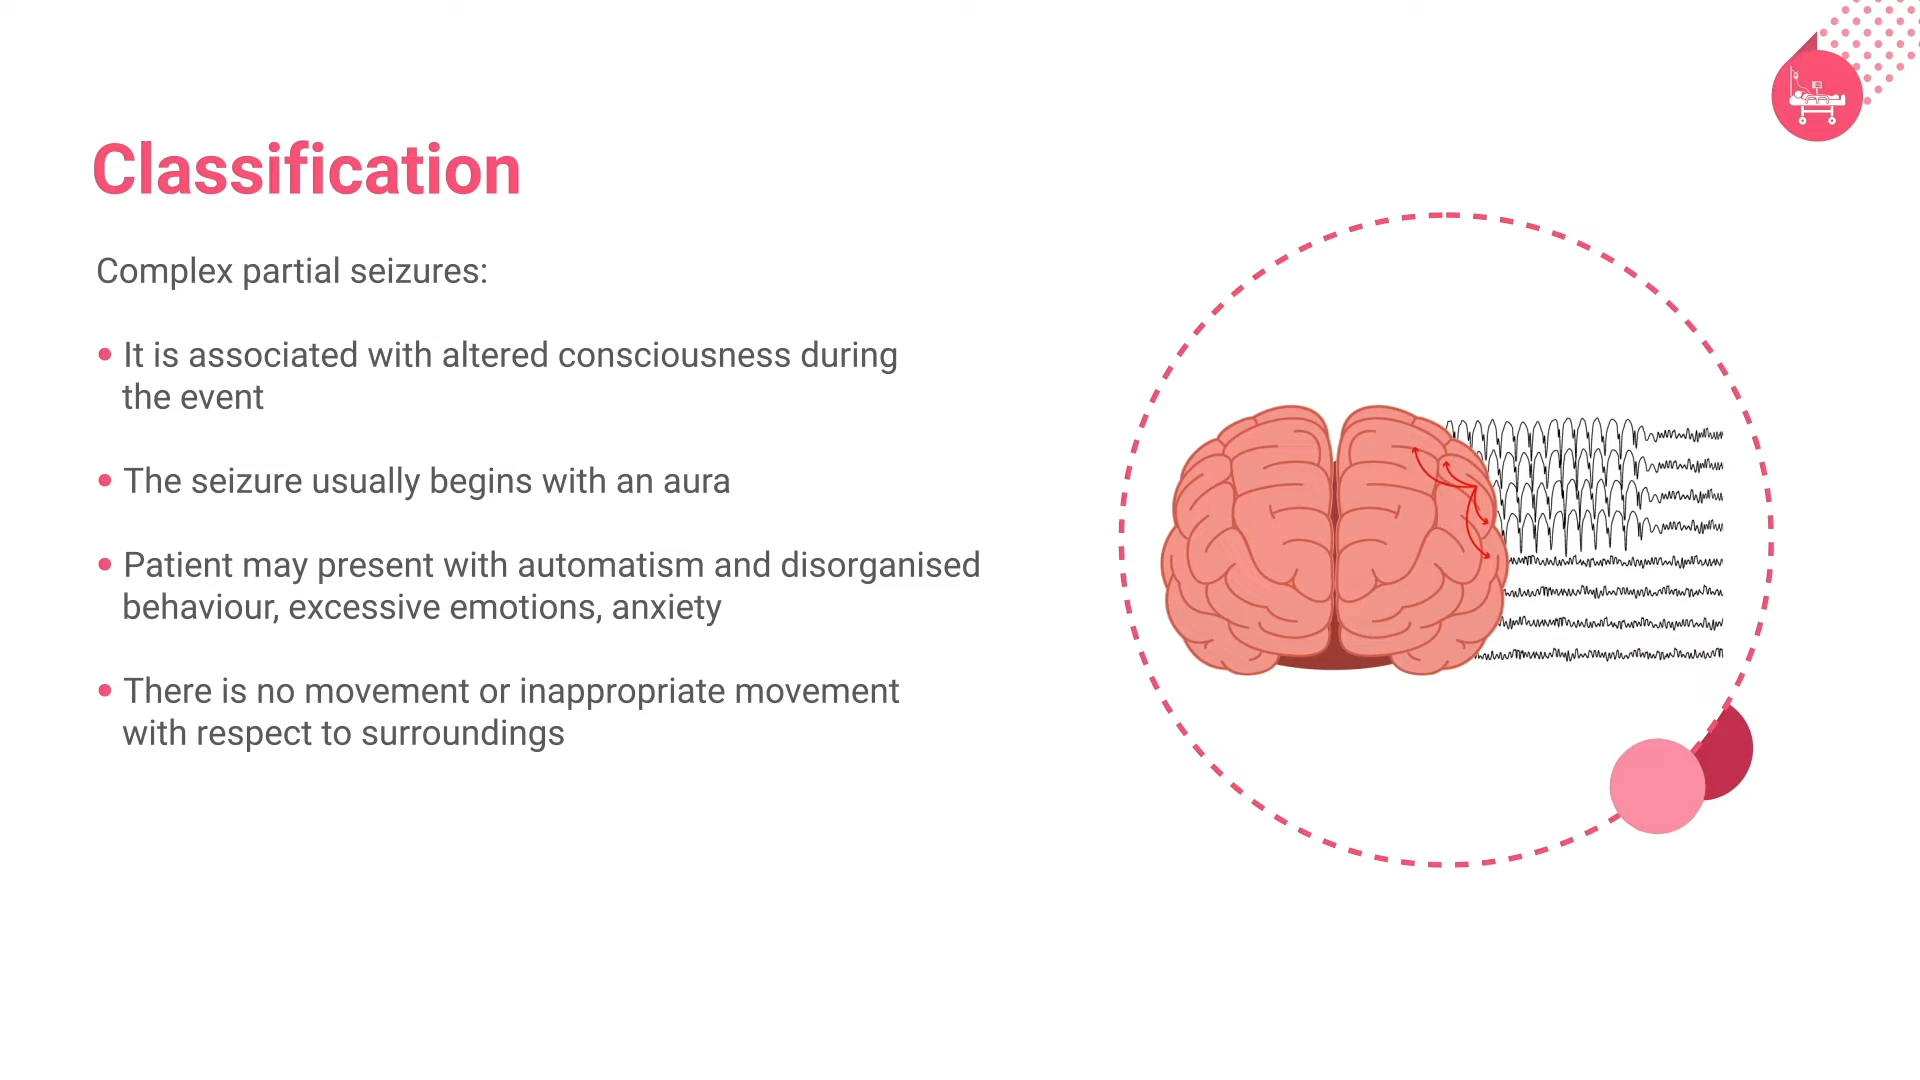 Classification
Complex partial seizures:
• It is associated with altered consciousness during
the event
• The seizure usually begins with an aura
• Patient may present with automatism and disorganised
behaviour, excessive emotions, anxiety
• There is no movement or inappropriate movement
with respect to surroundings